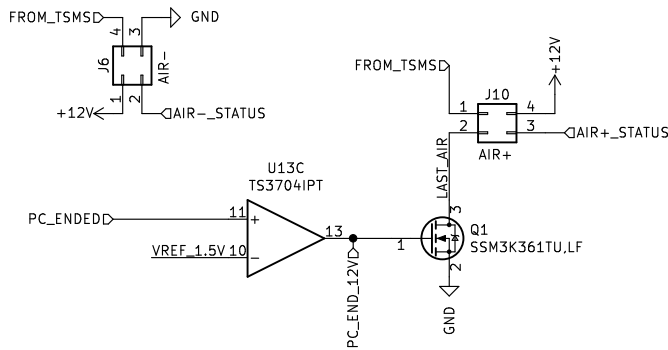 FROM_TSMS
4
3
GND
J6
AIR-
+12V
1
2
AIR-_STATUS
FROM_TSMS
+12V
J10
1
4
2
3
AIR+_STATUS
AIR+
LAST_AIR
U13C
TS3704IPT
PC_ENDED
11
+
VREF_1.5V
10
-
13
PC_END_12V
1
3
Q1
SSM3K361TU,LF
2
GND